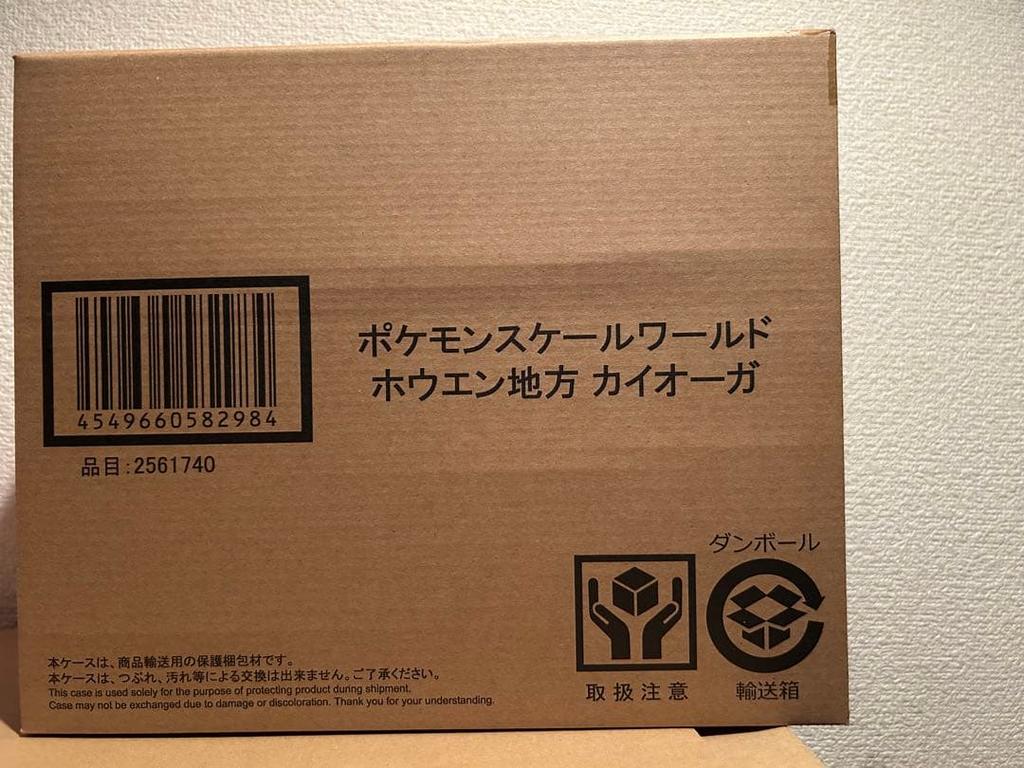 ポケモンスケールワールド
ホウエン地方 カイオーガ
4549660582984
品目:2561740
ダンボール
取扱注意
輸送箱
本ケースは、商品輸送用の保護梱包材です。
本ケースは、つぶれ、汚れ等による交換は出来ません。ご了承ください。
This case is used solely for the purpose of protecting product during shipment.
Case may not be exchanged due to damage or discoloration. Thank you for your understanding.